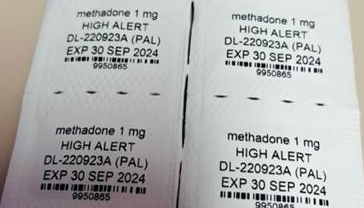 methadone 1 mg
HIGH ALERT
DL-220923A (PAL)
EXP 30 SEP 2024
9950865
methadone 1 mg
HIGH ALERT
DL-220923A (PAL)
EXP 30 SEP 2024
9950865
methadone 1 mg
HIGH ALERT
DL-220923A (PAL)
EXP 30 SEP 2024
methadone 1 mg
HIGH ALERT
DL-220923A (PAL)
EXP 30 SEP 2024
9950865